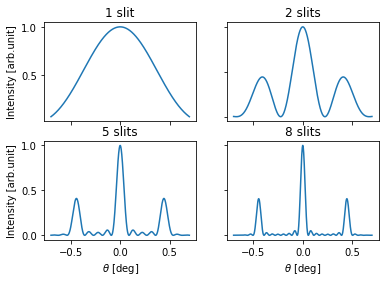 1 slit
2 slits
Intensity [arb.unit]
1.0
0.5
5 slits
8 slits
Intensity [arb.unit]
1.0
0.5
0.0
−0.5
0.0
0.5
−0.5
0.0
0.5
θ [deg]
θ [deg]